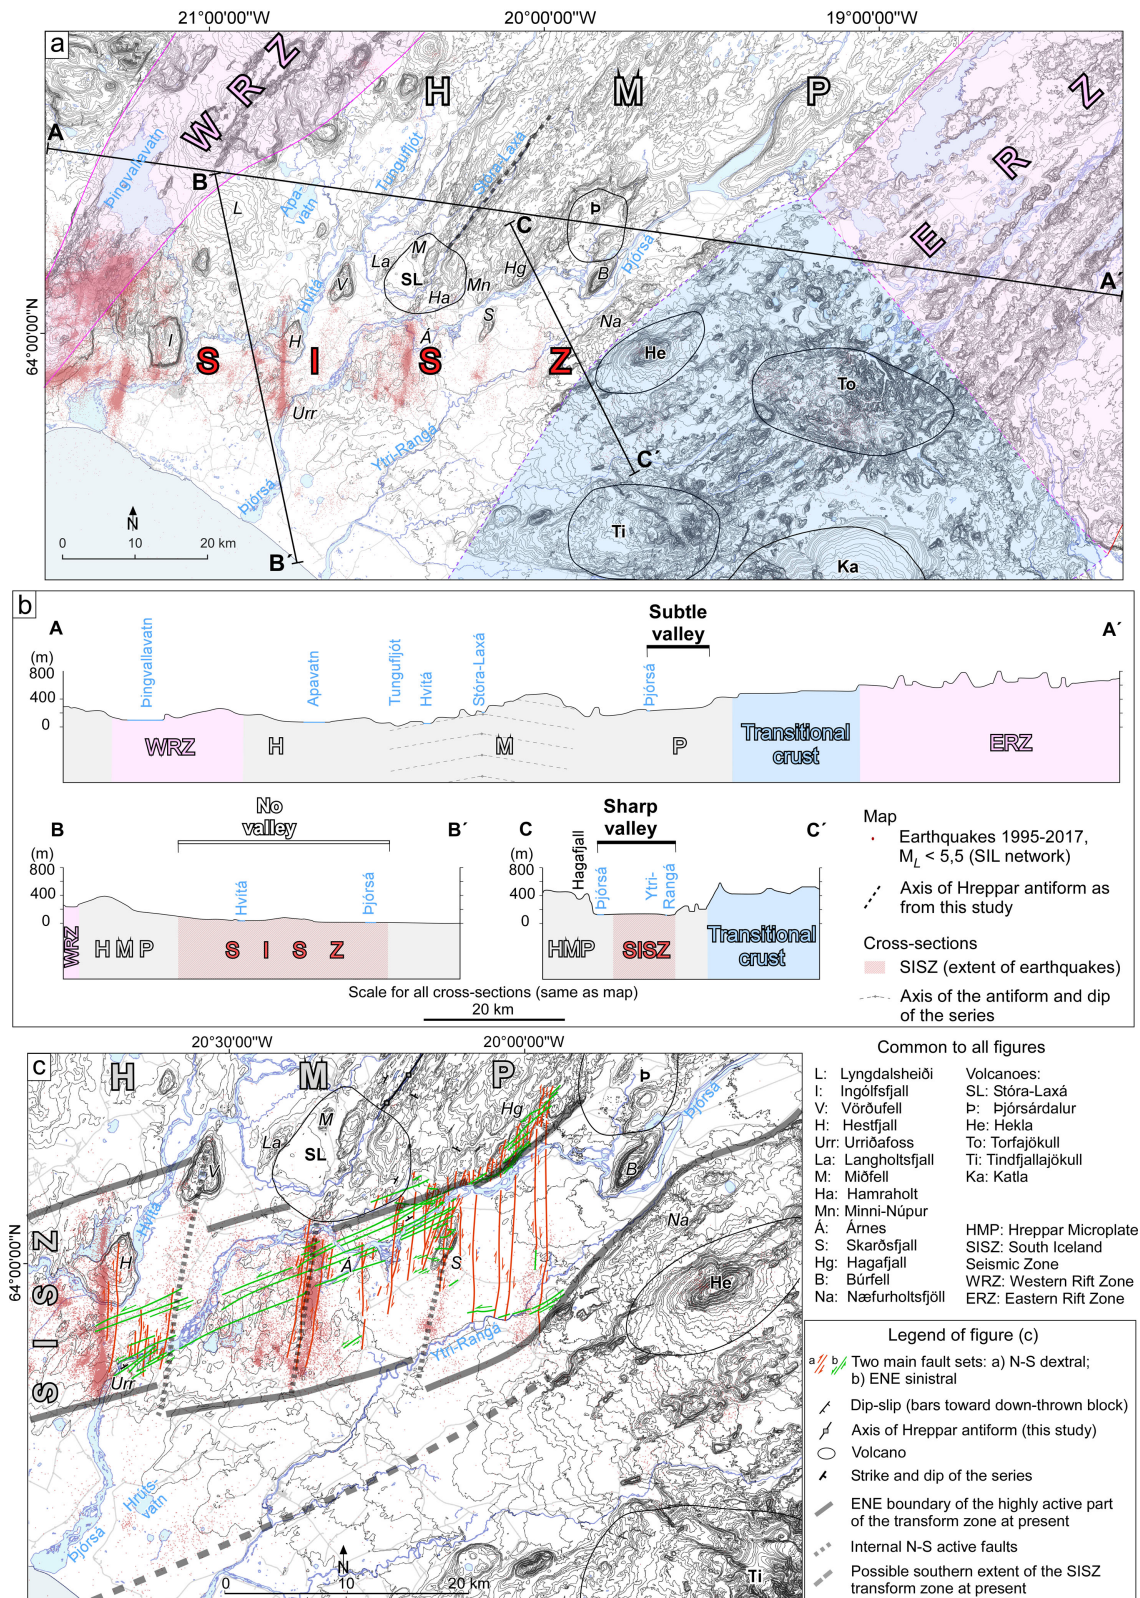 21°00'00"W 20°00'00"W 19°00'00"W
a
W R Z
H M P
E R Z
A
Þingvallavatn
B
L
Apa-
vatn
Tungufljót
Stóra-Laxá
Þ
C
Þjórsá
M
La
SL
Hg
B
A´
V
Mn
Ha
Hvítá
S
Na
64°00'00"N
I
H
Á
He
S I S Z
To
Urr
Ytri-Rangá
C´
Þjórsá
Ti
N
0 10 20 km
B´
Ka
b
Subtle
valley
A
A´
(m)
800
400
0
Þingvallavatn
Apavatn
Tungufljót
Hvítá
Stóra-Laxá
Þjórsá
WRZ
H M P
Transitional
crust
ERZ
No
valley
B
B´
(m)
800
400
0
Hvítá
Þjórsá
WRZ
H M P
S I S Z
Sharp
valley
C
C´
(m)
800
400
0
Hagafjall
Þjórsá
Ytri-
Rangá
HMP
SISZ
Transitional
crust
Scale for all cross-sections (same as map)
20 km
Map
Earthquakes 1995-2017,
ML < 5,5 (SIL network)
Axis of Hreppar antiform as
from this study
Cross-sections
SISZ (extent of earthquakes)
Axis of the antiform and dip
of the series
20°30'00"W 20°00'00"W
c
H M P
Þ
Hg
Þjórsá
M
La
SL
V
B
Hvítá
Na
64°00'00"N
S I S Z
H
Á
S
He
Ytri-Rangá
Urr
Hrúts-
vatn
Þjórsá
N
0 10 20 km
Ti
Common to all figures
L: Lyngdalsheiði
I: Ingólfsfjall
V: Vörðufell
H: Hestfjall
Urr: Urriðafoss
La: Langholtsfjall
M: Miðfell
Ha: Hamraholt
Mn: Minni-Núpur
Á: Árnes
S: Skarðsfjall
Hg: Hagafjall
B: Búrfell
Na: Næfurholtsfjöll
Volcanoes:
SL: Stóra-Laxá
Þ: Þjórsárdalur
He: Hekla
To: Torfajökull
Ti: Tindfjallajökull
Ka: Katla
HMP: Hreppar Microplate
SISZ: South Iceland
Seismic Zone
WRZ: Western Rift Zone
ERZ: Eastern Rift Zone
Legend of figure (c)
a b Two main fault sets: a) N-S dextral;
b) ENE sinistral
Dip-slip (bars toward down-thrown block)
Axis of Hreppar antiform (this study)
Volcano
Strike and dip of the series
ENE boundary of the highly active part
of the transform zone at present
Internal N-S active faults
Possible southern extent of the SISZ
transform zone at present